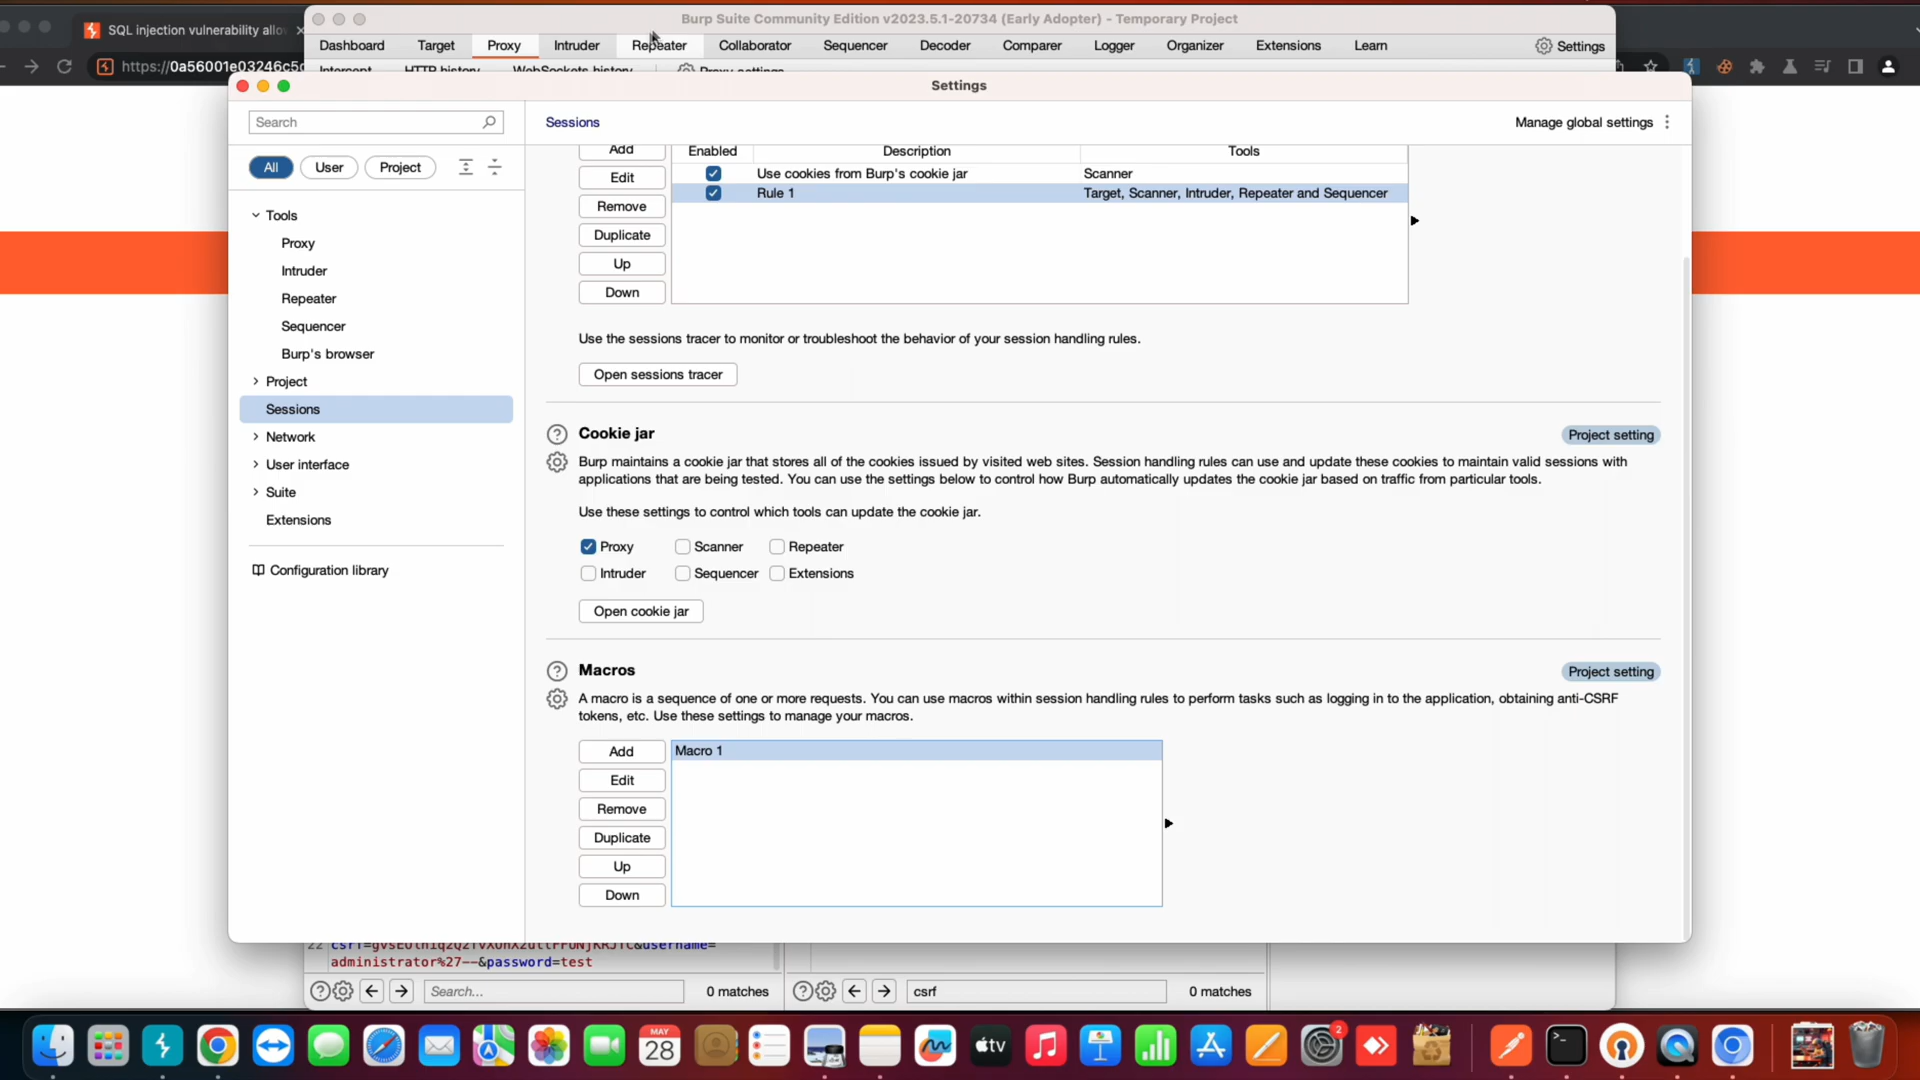 SQL injection vulnerability allo
Burp Suite Community Edition v2023.5.1-20734 (Early Adopter) - Temporary Project
Dashboard Target Proxy Intruder Repeater Collaborator Sequencer Decoder Comparer Logger Organizer Extensions Learn Settings
https://0a56001e03246c5c
Intercept HTTP history WebSockets history Proxy settings
Settings
Search
Sessions
Manage global settings
All User Project
Tools
Proxy
Intruder
Repeater
Sequencer
Burp's browser
Project
Sessions
Network
User interface
Suite
Extensions
Configuration library
Add
Edit
Remove
Duplicate
Up
Down
Enabled Description Tools
Use cookies from Burp's cookie jar Scanner
Rule 1 Target, Scanner, Intruder, Repeater and Sequencer
Use the sessions tracer to monitor or troubleshoot the behavior of your session handling rules.
Open sessions tracer
Cookie jar
Project setting
Burp maintains a cookie jar that stores all of the cookies issued by visited web sites. Session handling rules can use and update these cookies to maintain valid sessions with
applications that are being tested. You can use the settings below to control how Burp automatically updates the cookie jar based on traffic from particular tools.
Use these settings to control which tools can update the cookie jar.
Proxy Scanner Repeater
Intruder Sequencer Extensions
Open cookie jar
Macros
Project setting
A macro is a sequence of one or more requests. You can use macros within session handling rules to perform tasks such as logging in to the application, obtaining anti-CSRF
tokens, etc. Use these settings to manage your macros.
Add
Edit
Remove
Duplicate
Up
Down
Macro 1
administrator%27--&password=test
Search... 0 matches
csrf 0 matches
MAY
28
tv
2